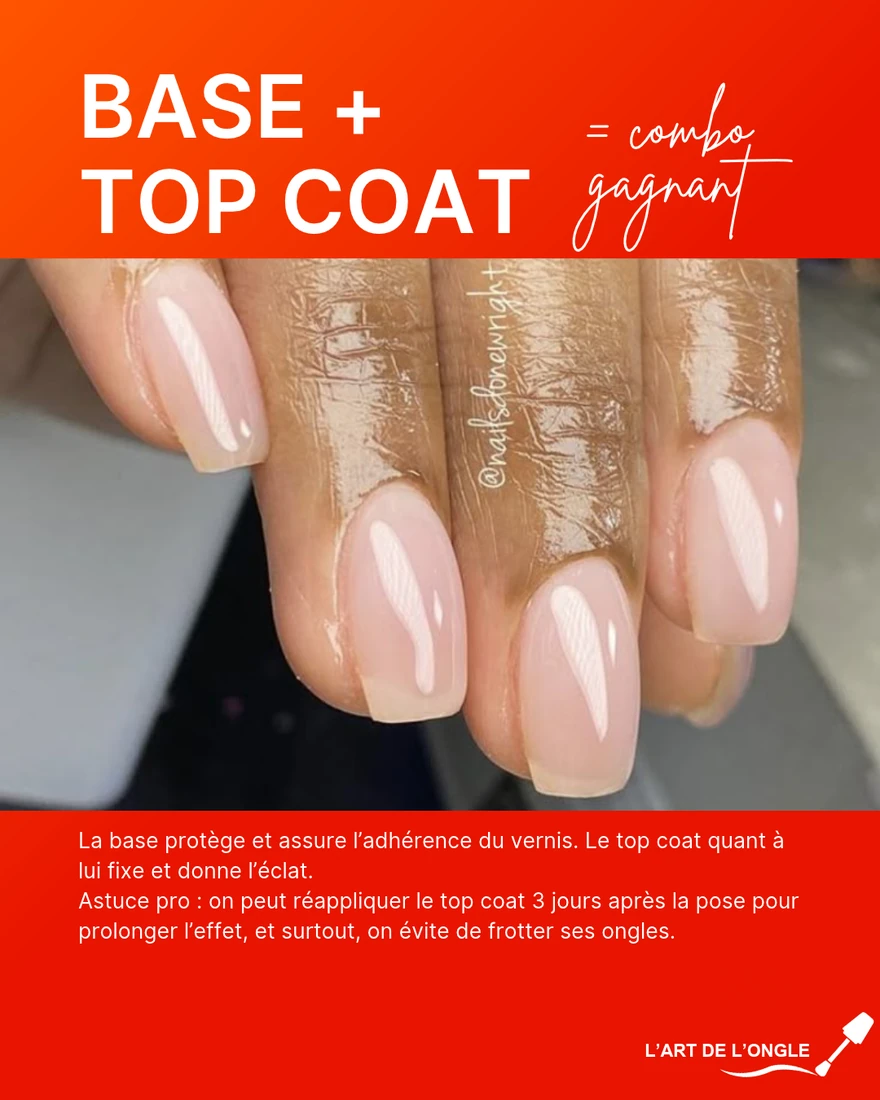 BASE +
TOP COAT
= combo
gagnant
@nailsdonewright
La base protège et assure l’adhérence du vernis. Le top coat quant à
lui fixe et donne l’éclat.
Astuce pro : on peut réappliquer le top coat 3 jours après la pose pour
prolonger l’effet, et surtout, on évite de frotter ses ongles.
L’ART DE L’ONGLE